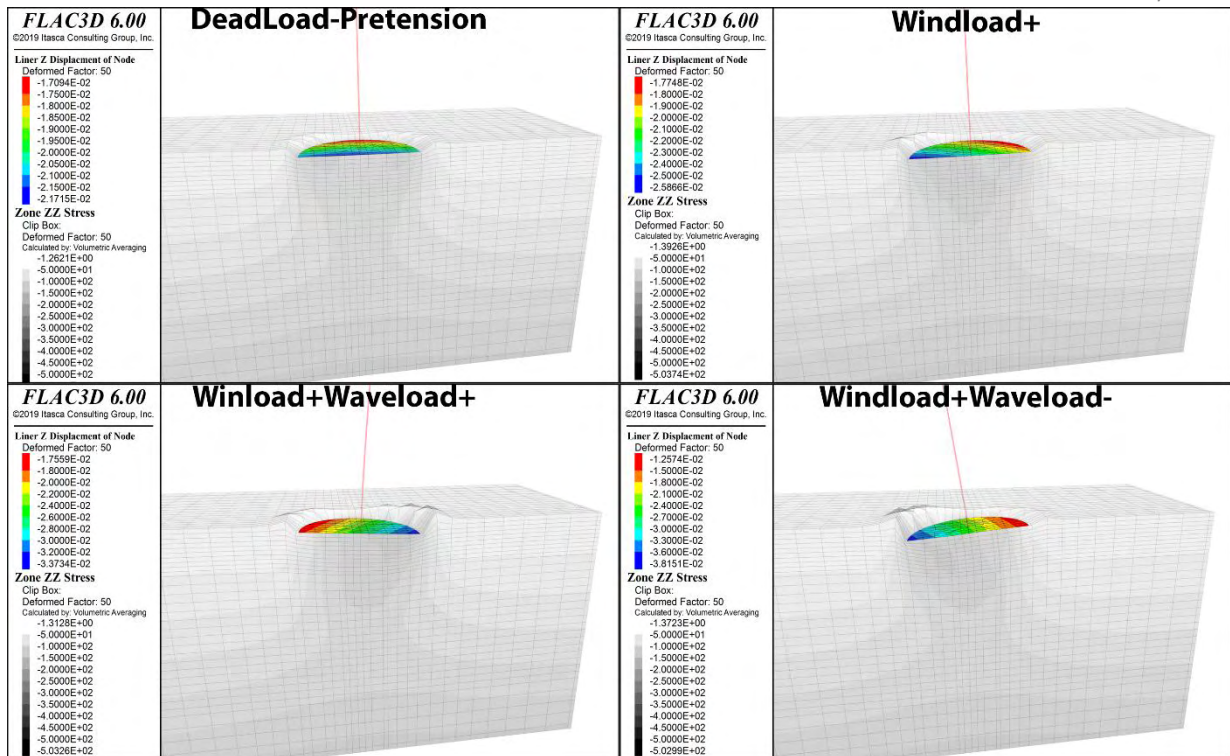 FLAC3D 6.00
©2019 Itasca Consulting Group, Inc.
DeadLoad-Pretension
Liner Z Displacment of Node
Deformed Factor: 50
-1.7094E-02
-1.7500E-02
-1.8000E-02
-1.8500E-02
-1.9000E-02
-1.9500E-02
-2.0000E-02
-2.0500E-02
-2.1000E-02
-2.1500E-02
-2.1715E-02
Zone ZZ Stress
Clip Box:
Deformed Factor: 50
Calculated by: Volumetric Averaging
-1.2621E+00
-5.0000E+01
-1.0000E+02
-1.5000E+02
-2.0000E+02
-2.5000E+02
-3.0000E+02
-3.5000E+02
-4.0000E+02
-4.5000E+02
-5.0000E+02
FLAC3D 6.00
©2019 Itasca Consulting Group, Inc.
Windload+
Liner Z Displacment of Node
Deformed Factor: 50
-1.7748E-02
-1.8000E-02
-1.9000E-02
-2.0000E-02
-2.1000E-02
-2.2000E-02
-2.3000E-02
-2.4000E-02
-2.5000E-02
-2.5866E-02
Zone ZZ Stress
Clip Box:
Deformed Factor: 50
Calculated by: Volumetric Averaging
-1.3926E+00
-5.0000E+01
-1.0000E+02
-1.5000E+02
-2.0000E+02
-2.5000E+02
-3.0000E+02
-3.5000E+02
-4.0000E+02
-4.5000E+02
-5.0000E+02
-5.0374E+02
FLAC3D 6.00
©2019 Itasca Consulting Group, Inc.
Winload+Waveload+
Liner Z Displacment of Node
Deformed Factor: 50
-1.7559E-02
-1.8000E-02
-2.0000E-02
-2.2000E-02
-2.4000E-02
-2.6000E-02
-2.8000E-02
-3.0000E-02
-3.2000E-02
-3.3734E-02
Zone ZZ Stress
Clip Box:
Deformed Factor: 50
Calculated by: Volumetric Averaging
-1.3128E+00
-5.0000E+01
-1.0000E+02
-1.5000E+02
-2.0000E+02
-2.5000E+02
-3.0000E+02
-3.5000E+02
-4.0000E+02
-4.5000E+02
-5.0000E+02
-5.0326E+02
FLAC3D 6.00
©2019 Itasca Consulting Group, Inc.
Windload+Waveload-
Liner Z Displacment of Node
Deformed Factor: 50
-1.2574E-02
-1.5000E-02
-1.8000E-02
-2.1000E-02
-2.4000E-02
-2.7000E-02
-3.0000E-02
-3.3000E-02
-3.6000E-02
-3.8151E-02
Zone ZZ Stress
Clip Box:
Deformed Factor: 50
Calculated by: Volumetric Averaging
-1.3723E+00
-5.0000E+01
-1.0000E+02
-1.5000E+02
-2.0000E+02
-2.5000E+02
-3.0000E+02
-3.5000E+02
-4.0000E+02
-4.5000E+02
-5.0000E+02
-5.0299E+02